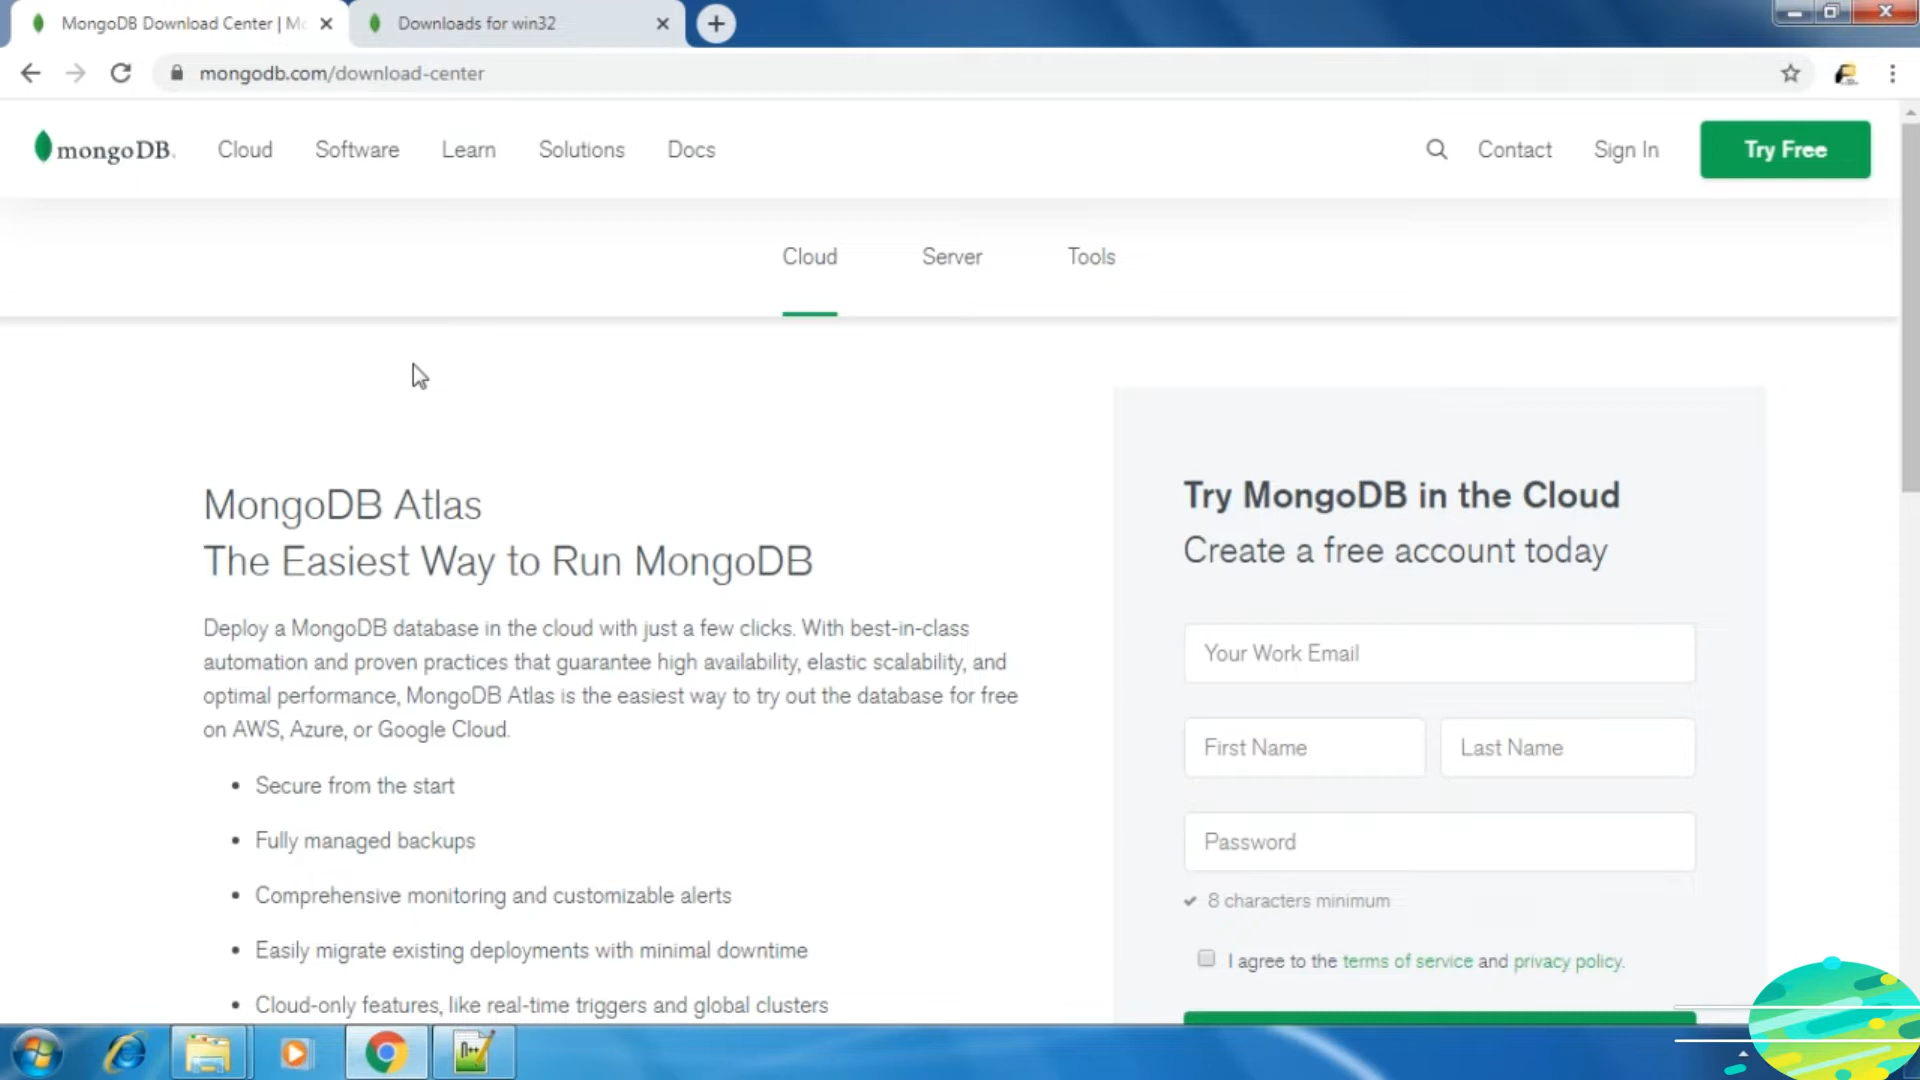 MongoDB Download Center | Mo
Downloads for win32
mongodb.com/download-center
mongoDB.
Cloud
Software
Learn
Solutions
Docs
Contact
Sign In
Try Free
Cloud
Server
Tools
MongoDB Atlas
The Easiest Way to Run MongoDB
Deploy a MongoDB database in the cloud with just a few clicks. With best-in-class
automation and proven practices that guarantee high availability, elastic scalability, and
optimal performance, MongoDB Atlas is the easiest way to try out the database for free
on AWS, Azure, or Google Cloud.
• Secure from the start
• Fully managed backups
• Comprehensive monitoring and customizable alerts
• Easily migrate existing deployments with minimal downtime
• Cloud-only features, like real-time triggers and global clusters
Try MongoDB in the Cloud
Create a free account today
Your Work Email
First Name
Last Name
Password
8 characters minimum
I agree to the terms of service and privacy policy.